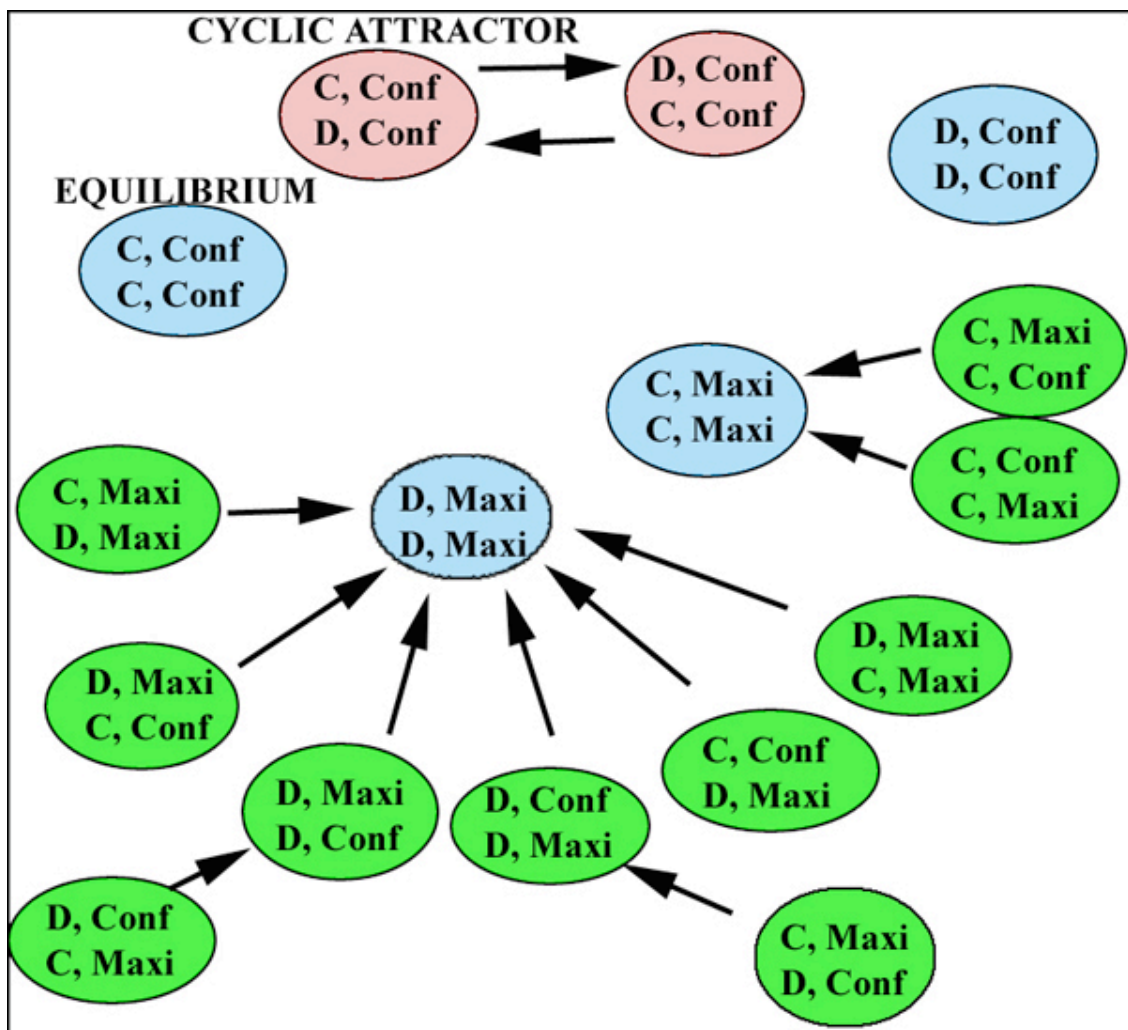 CYCLIC ATTRACTOR
C, Conf
D, Conf
D, Conf
C, Conf
D, Conf
D, Conf
EQUILIBRIUM
C, Conf
C, Conf
C, Maxi
C, Conf
C, Maxi
C, Maxi
C, Conf
C, Maxi
C, Maxi
D, Maxi
D, Maxi
D, Maxi
D, Maxi
C, Maxi
D, Maxi
C, Conf
C, Conf
D, Maxi
D, Maxi
D, Conf
D, Conf
D, Maxi
D, Conf
C, Maxi
C, Maxi
D, Conf